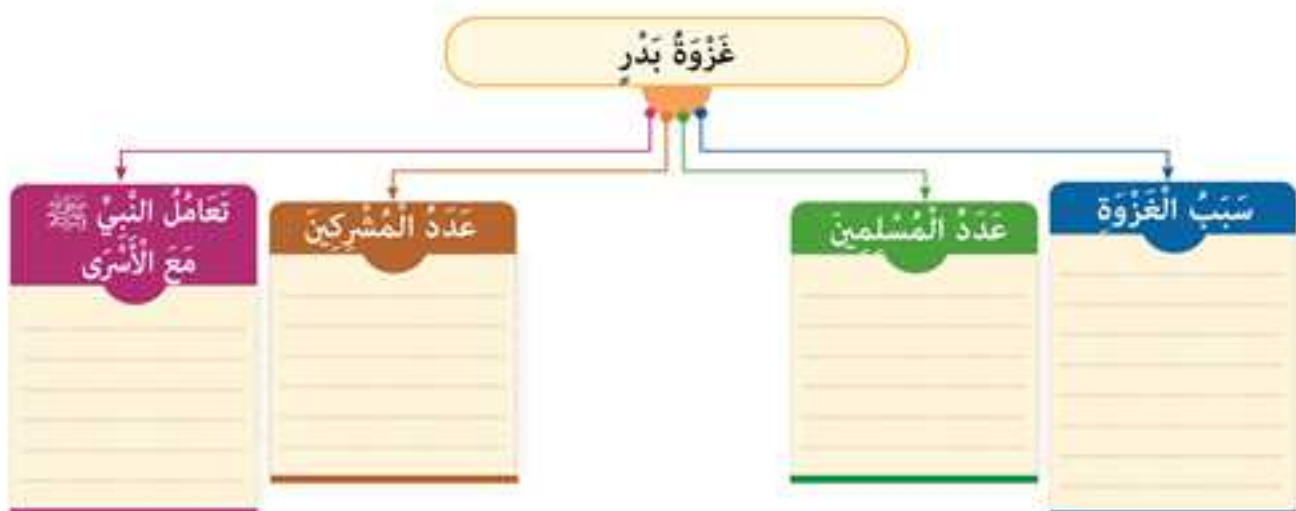 غَزْوَةُ بَدْرٍ
سَبَبُ الْغَزْوَةِ
عَدَدُ الْمُسْلِمِينَ
عَدَدُ الْمُشْرِكِينَ
تَعَامُلُ النَّبِيِّ ﷺ
مَعَ الْأَسْرَى